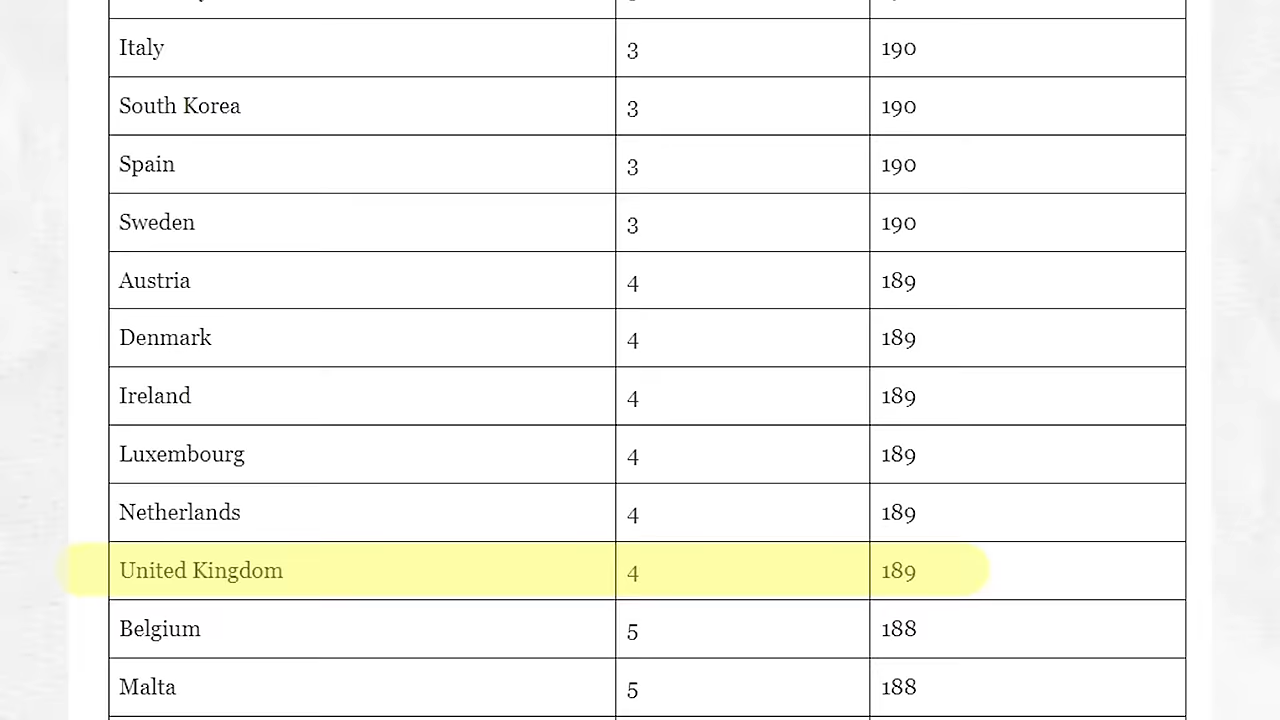 Italy 3 190
South Korea 3 190
Spain 3 190
Sweden 3 190
Austria 4 189
Denmark 4 189
Ireland 4 189
Luxembourg 4 189
Netherlands 4 189
United Kingdom 4 189
Belgium 5 188
Malta 5 188